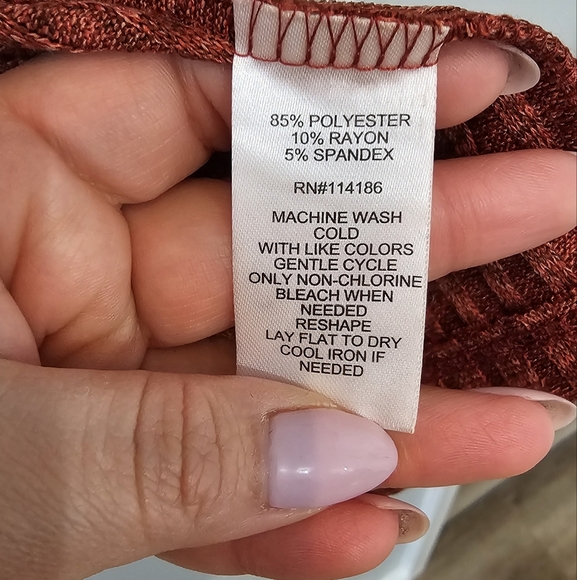 85% POLYESTER
10% RAYON
5% SPANDEX
RN#114186
MACHINE WASH
COLD
WITH LIKE COLORS
GENTLE CYCLE
ONLY NON-CHLORINE
BLEACH WHEN
NEEDED
RESHAPE
LAY FLAT TO DRY
COOL IRON IF
NEEDED